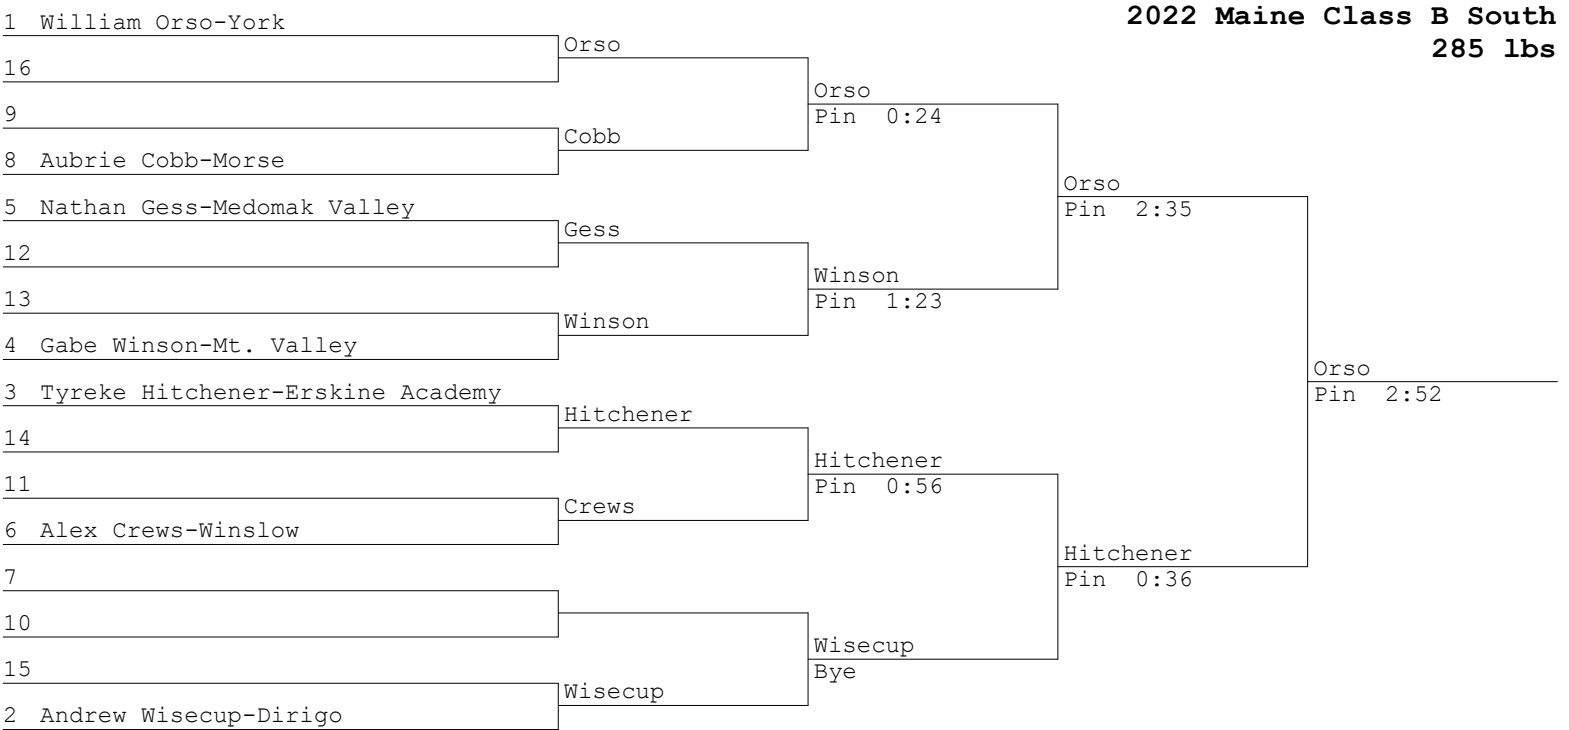 2022 Maine Class B South
285 lbs
1 William Orso-York
16
9
8 Aubrie Cobb-Morse
5 Nathan Gess-Medomak Valley
12
13
4 Gabe Winson-Mt. Valley
3 Tyreke Hitchener-Erskine Academy
14
11
6 Alex Crews-Winslow
7
10
15
2 Andrew Wisecup-Dirigo
Orso
Cobb
Gess
Winson
Hitchener
Crews
Wisecup
Orso
Pin 0:24
Winson
Pin 1:23
Hitchener
Pin 0:56
Wisecup
Bye
Orso
Pin 2:35
Hitchener
Pin 0:36
Orso
Pin 2:52